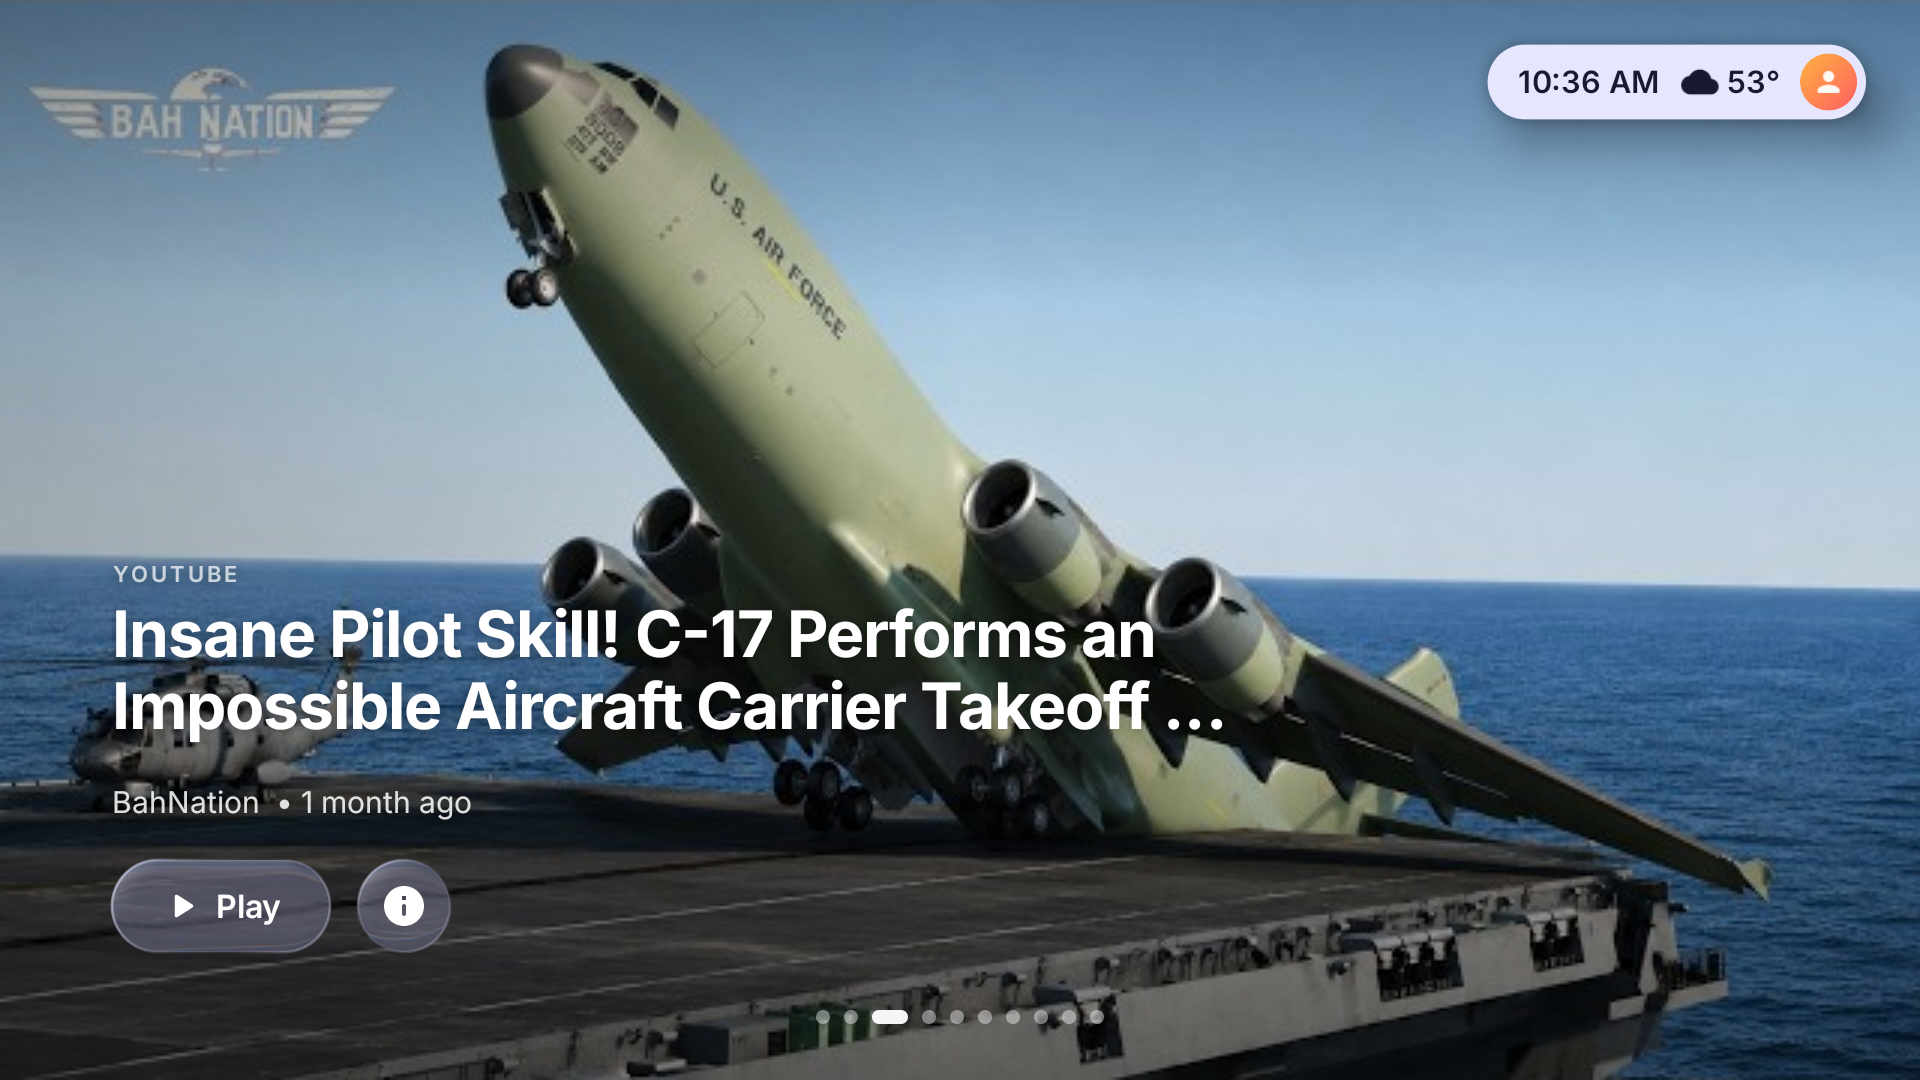 BAH NATION
10:36 AM 53°
U.S. AIR FORCE
YOUTUBE
Insane Pilot Skill! C-17 Performs an
Impossible Aircraft Carrier Takeoff ...
BahNation • 1 month ago
Play